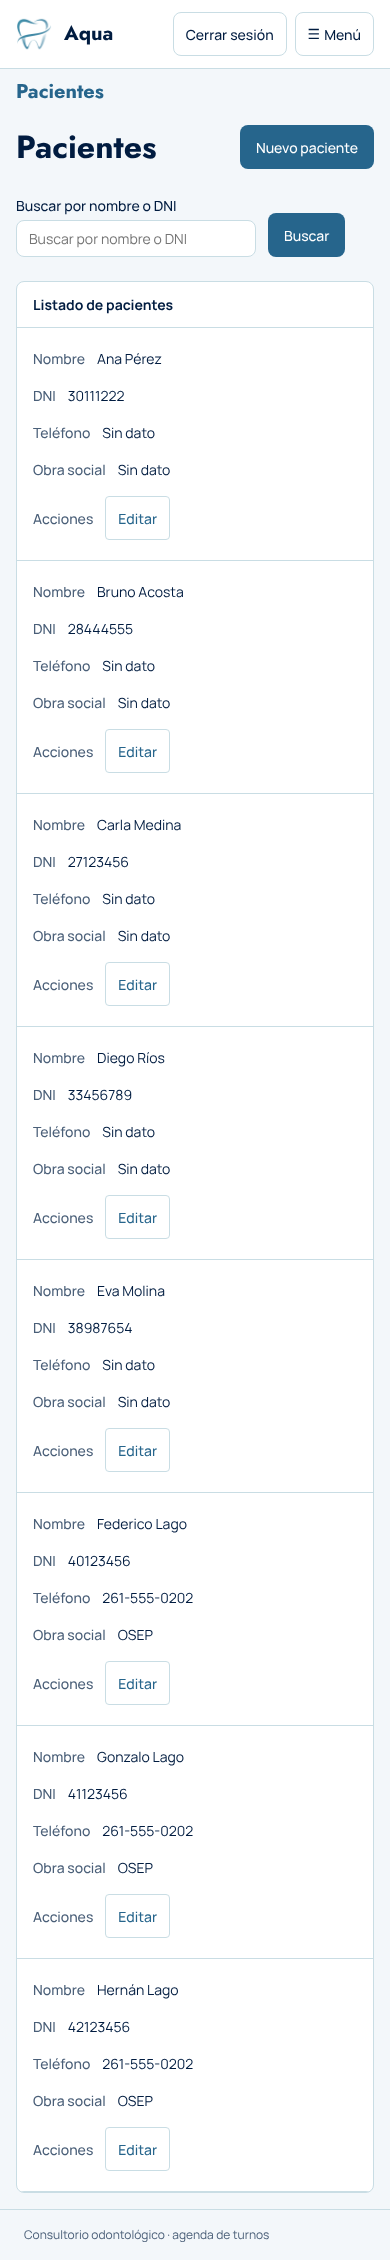 Aqua
Cerrar sesión
☰ Menú
Pacientes
Pacientes
Nuevo paciente
Buscar por nombre o DNI
Buscar por nombre o DNI
Buscar
Listado de pacientes
Nombre Ana Pérez
DNI 30111222
Teléfono Sin dato
Obra social Sin dato
Acciones Editar
Nombre Bruno Acosta
DNI 28444555
Teléfono Sin dato
Obra social Sin dato
Acciones Editar
Nombre Carla Medina
DNI 27123456
Teléfono Sin dato
Obra social Sin dato
Acciones Editar
Nombre Diego Ríos
DNI 33456789
Teléfono Sin dato
Obra social Sin dato
Acciones Editar
Nombre Eva Molina
DNI 38987654
Teléfono Sin dato
Obra social Sin dato
Acciones Editar
Nombre Federico Lago
DNI 40123456
Teléfono 261-555-0202
Obra social OSEP
Acciones Editar
Nombre Gonzalo Lago
DNI 41123456
Teléfono 261-555-0202
Obra social OSEP
Acciones Editar
Nombre Hernán Lago
DNI 42123456
Teléfono 261-555-0202
Obra social OSEP
Acciones Editar
Consultorio odontológico · agenda de turnos